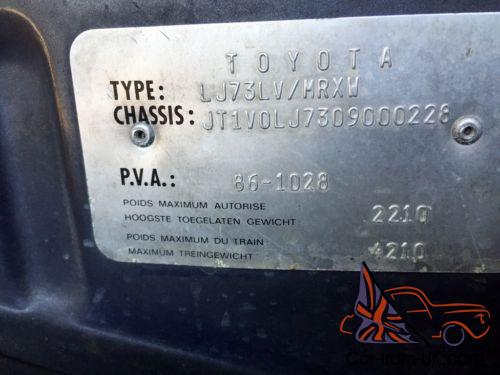 TOYOTA
TYPE: LJ73LV/MRXW
CHASSIS: JT1VOLJ7309000228
P.V.A.: 86-1028
POIDS MAXIMUM AUTORISE
HOOGSTE TOEGELATEN GEWICHT 2210
POIDS MAXIMUM DU TRAIN
MAXIMUM TREINGEWICHT 4210
Car-from-UK.com